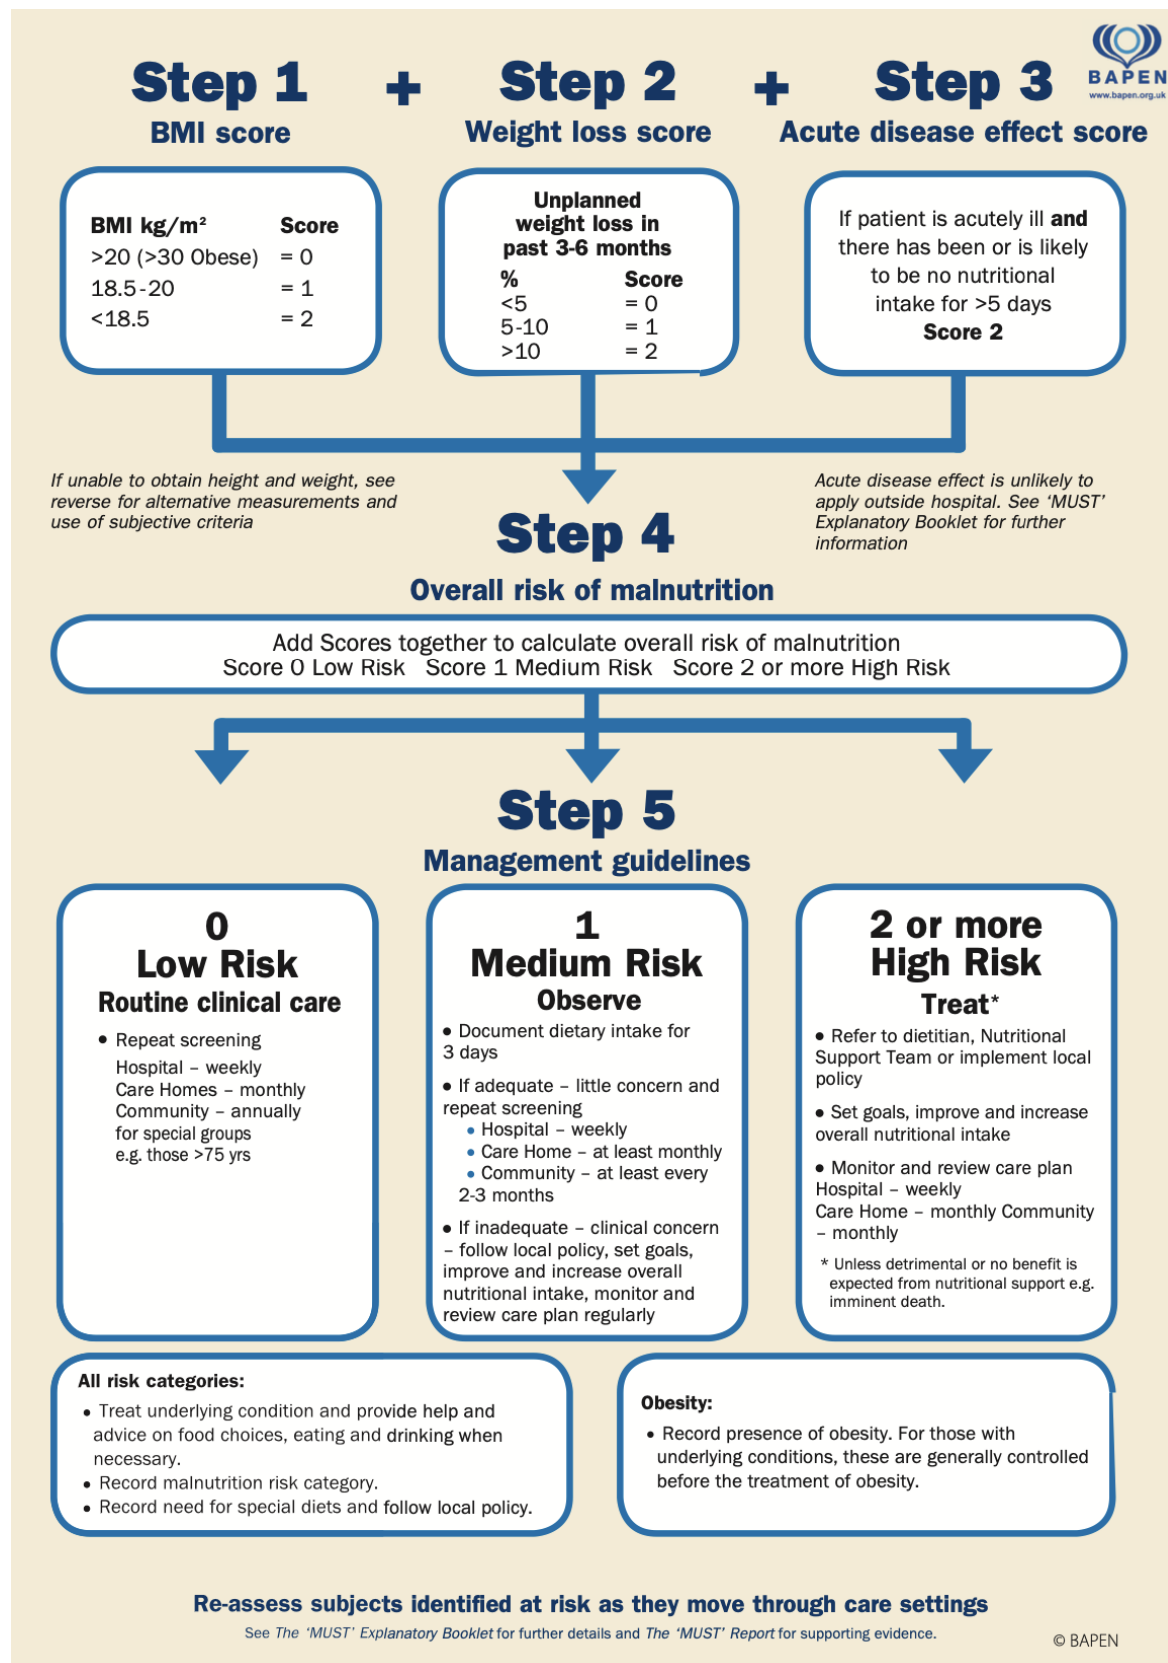 BAPEN
www.bapen.org.uk
Step 1 + Step 2 + Step 3
BMI score
Weight loss score
Acute disease effect score
BMI kg/m² Score
>20 (>30 Obese) = 0
18.5-20 = 1
<18.5 = 2
Unplanned
weight loss in
past 3-6 months
% Score
<5 = 0
5-10 = 1
>10 = 2
If patient is acutely ill and
there has been or is likely
to be no nutritional
intake for >5 days
Score 2
If unable to obtain height and weight, see
reverse for alternative measurements and
use of subjective criteria
Acute disease effect is unlikely to
apply outside hospital. See ‘MUST’
Explanatory Booklet for further
information
Step 4
Overall risk of malnutrition
Add Scores together to calculate overall risk of malnutrition
Score 0 Low Risk Score 1 Medium Risk Score 2 or more High Risk
Step 5
Management guidelines
0
Low Risk
Routine clinical care
• Repeat screening
Hospital – weekly
Care Homes – monthly
Community – annually
for special groups
e.g. those >75 yrs
1
Medium Risk
Observe
• Document dietary intake for
3 days
• If adequate – little concern and
repeat screening
• Hospital – weekly
• Care Home – at least monthly
• Community – at least every
2-3 months
• If inadequate – clinical concern
– follow local policy, set goals,
improve and increase overall
nutritional intake, monitor and
review care plan regularly
2 or more
High Risk
Treat*
• Refer to dietitian, Nutritional
Support Team or implement local
policy
• Set goals, improve and increase
overall nutritional intake
• Monitor and review care plan
Hospital – weekly
Care Home – monthly Community
– monthly
* Unless detrimental or no benefit is
expected from nutritional support e.g.
imminent death.
All risk categories:
• Treat underlying condition and provide help and
advice on food choices, eating and drinking when
necessary.
• Record malnutrition risk category.
• Record need for special diets and follow local policy.
Obesity:
• Record presence of obesity. For those with
underlying conditions, these are generally controlled
before the treatment of obesity.
Re-assess subjects identified at risk as they move through care settings
See The ‘MUST’ Explanatory Booklet for further details and The ‘MUST’ Report for supporting evidence.
© BAPEN